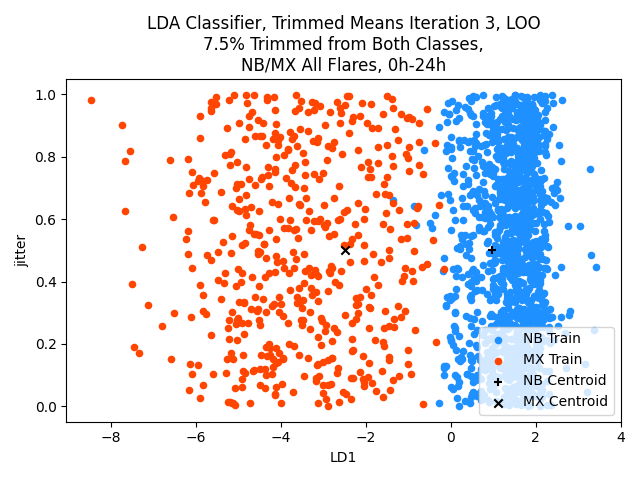 LDA Classifier, Trimmed Means Iteration 3, LOO
7.5% Trimmed from Both Classes,
NB/MX All Flares, 0h-24h
1.0
0.8
0.6
0.4
0.2
0.0
jitter
NB Train
MX Train
NB Centroid
MX Centroid
−8 −6 −4 −2 0 2 4
LD1